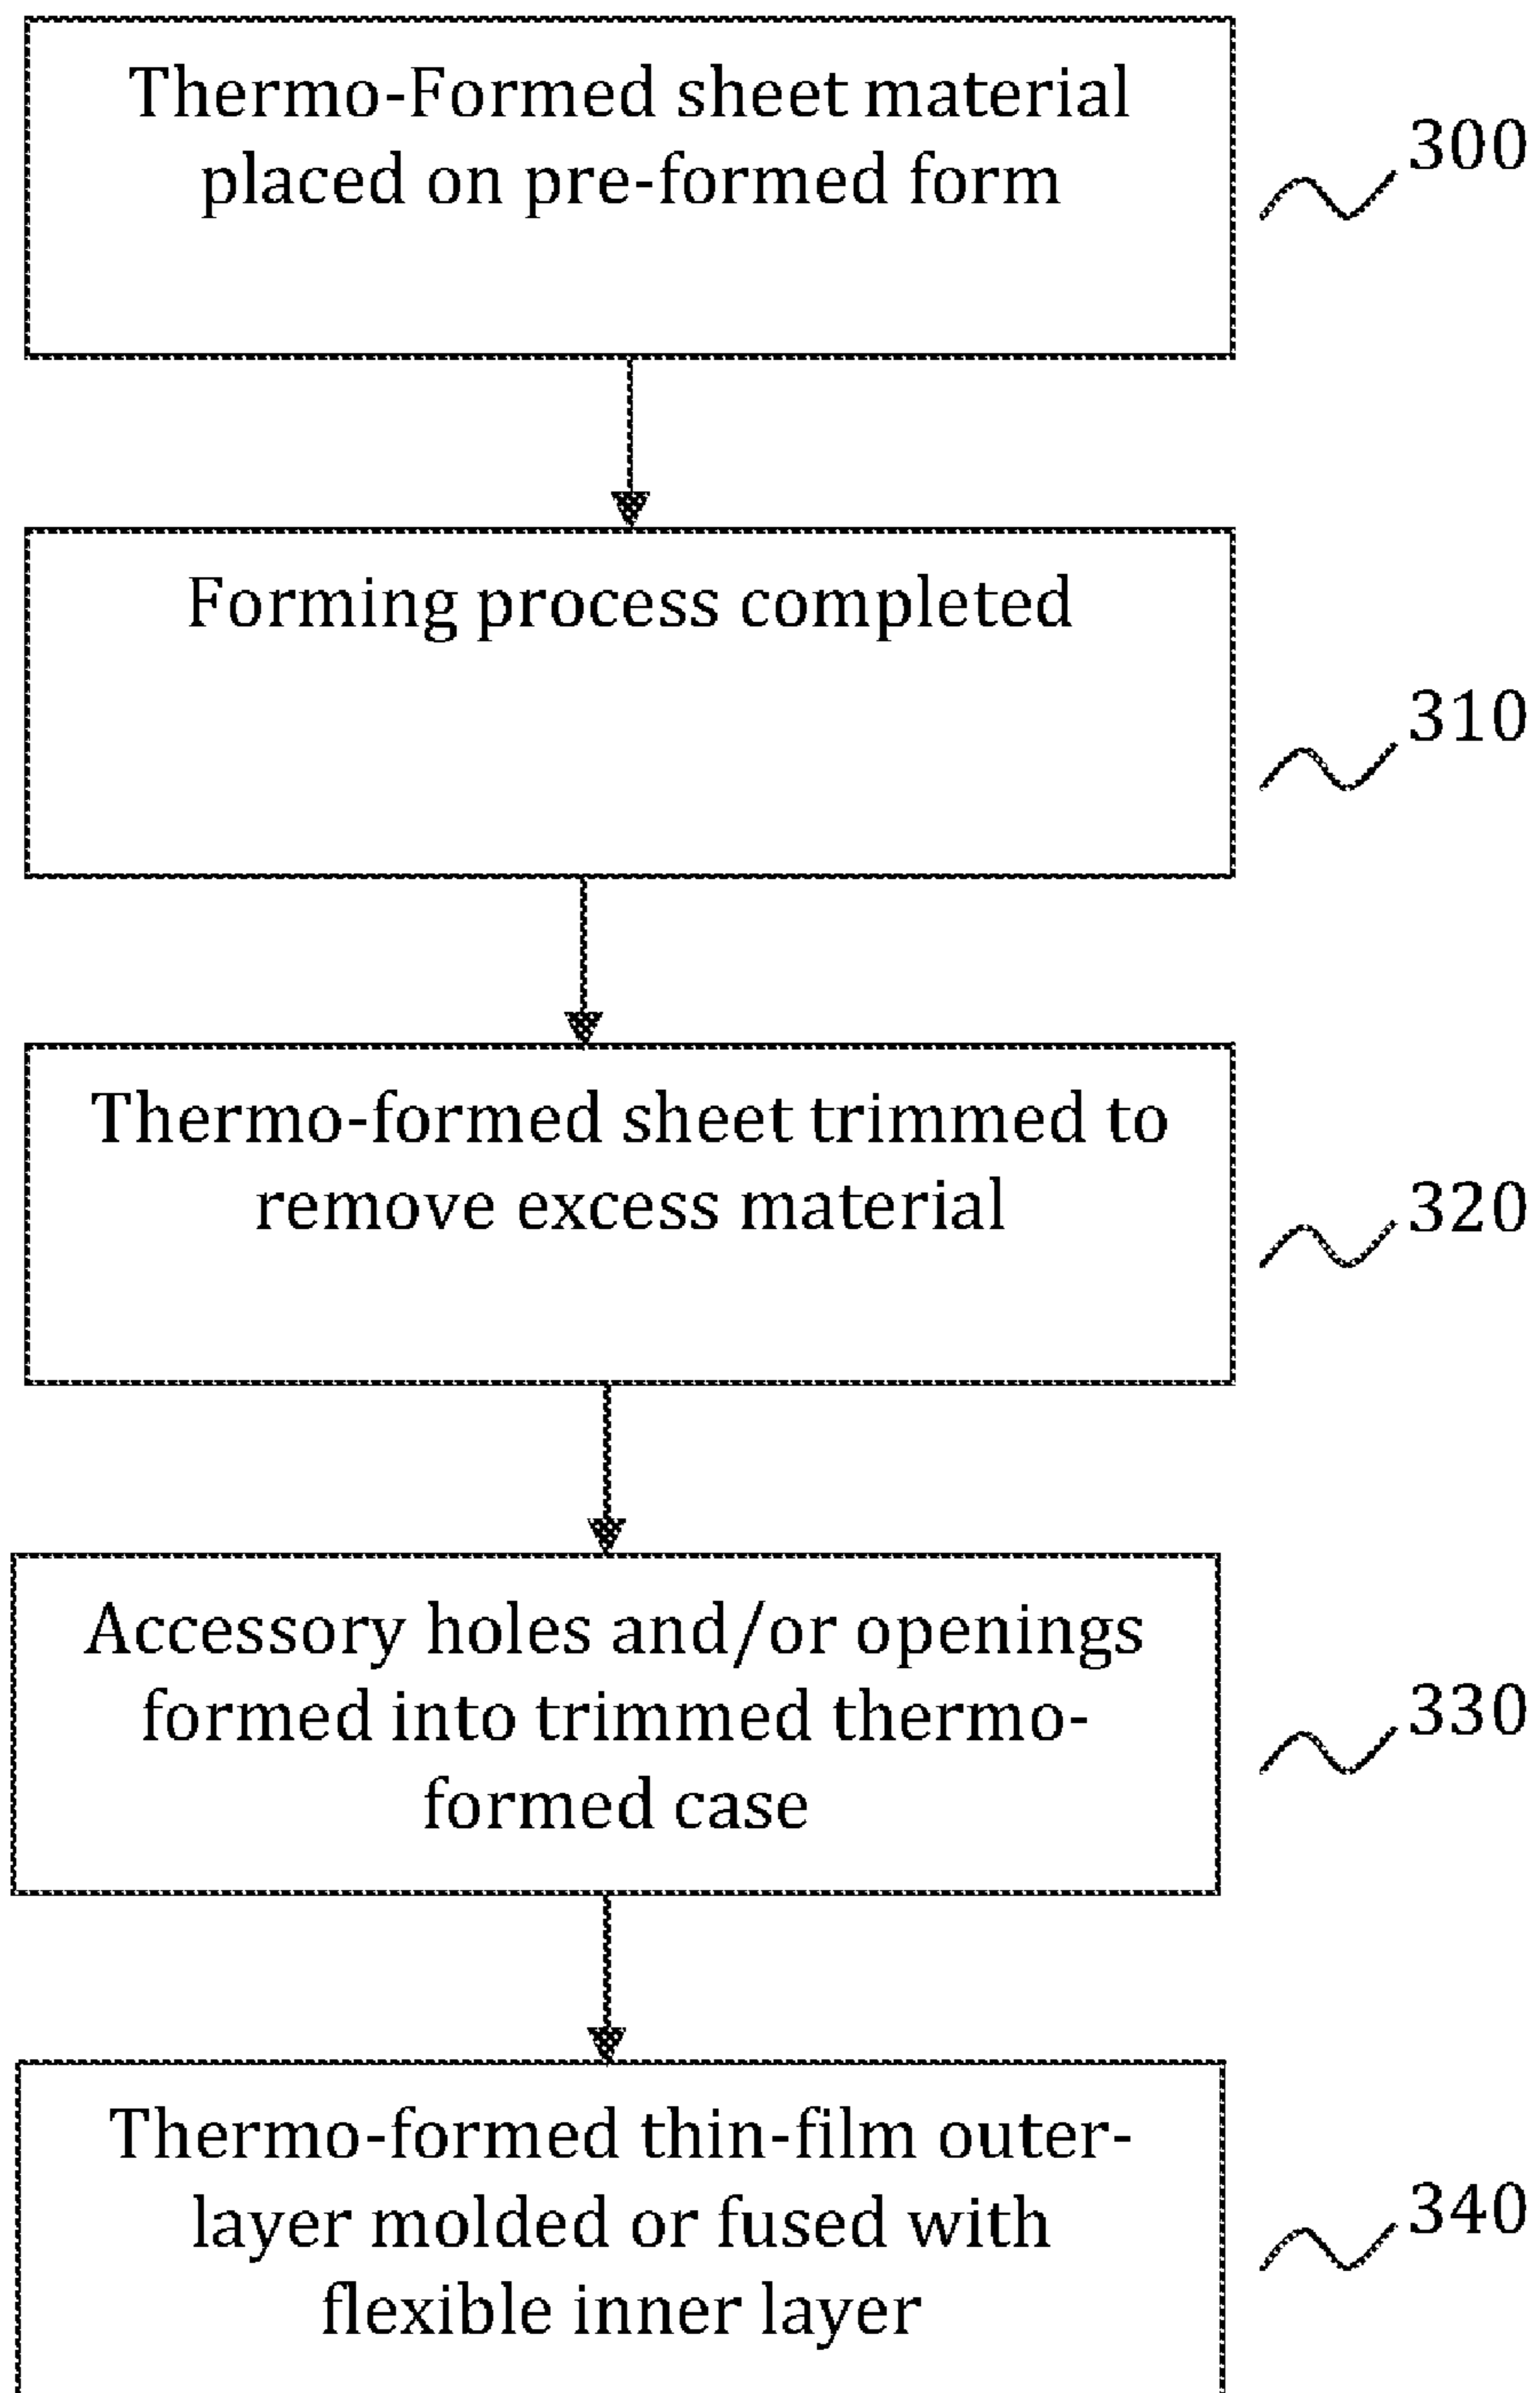 Thermo-Formed sheet material
placed on pre-formed form
300
Forming process completed
310
Thermo-formed sheet trimmed to
remove excess material
320
Accessory holes and/or openings
formed into trimmed thermo-
formed case
330
Thermo-formed thin-film outer-
layer molded or fused with
flexible inner layer
340